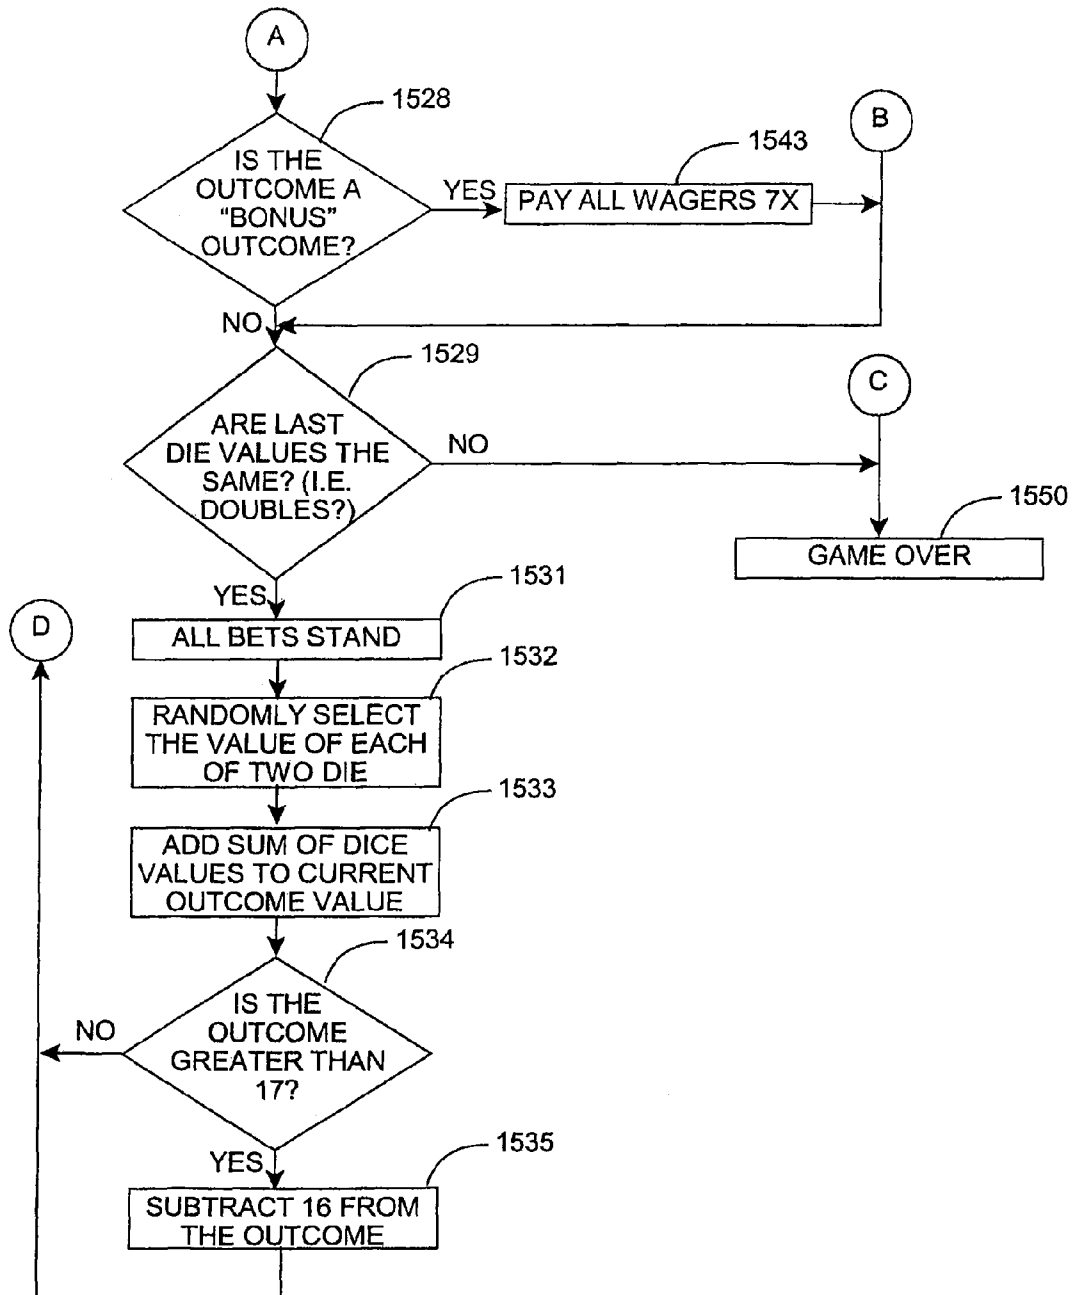 A
1528
IS THE
OUTCOME A
"BONUS"
OUTCOME?
YES
1543
PAY ALL WAGERS 7X
B
NO
1529
ARE LAST
DIE VALUES THE
SAME? (I.E.
DOUBLES?)
NO
C
1550
GAME OVER
YES
1531
ALL BETS STAND
D
1532
RANDOMLY SELECT
THE VALUE OF EACH
OF TWO DIE
1533
ADD SUM OF DICE
VALUES TO CURRENT
OUTCOME VALUE
1534
IS THE
OUTCOME
GREATER THAN
17?
NO
YES
1535
SUBTRACT 16 FROM
THE OUTCOME